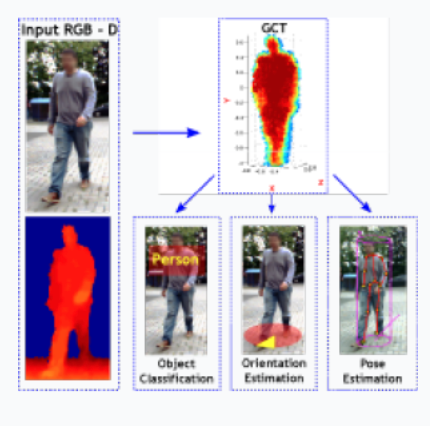 Input RGB - D
GCT
Y
X
Z
Person
Object
Classification
Orientation
Estimation
Pose
Estimation